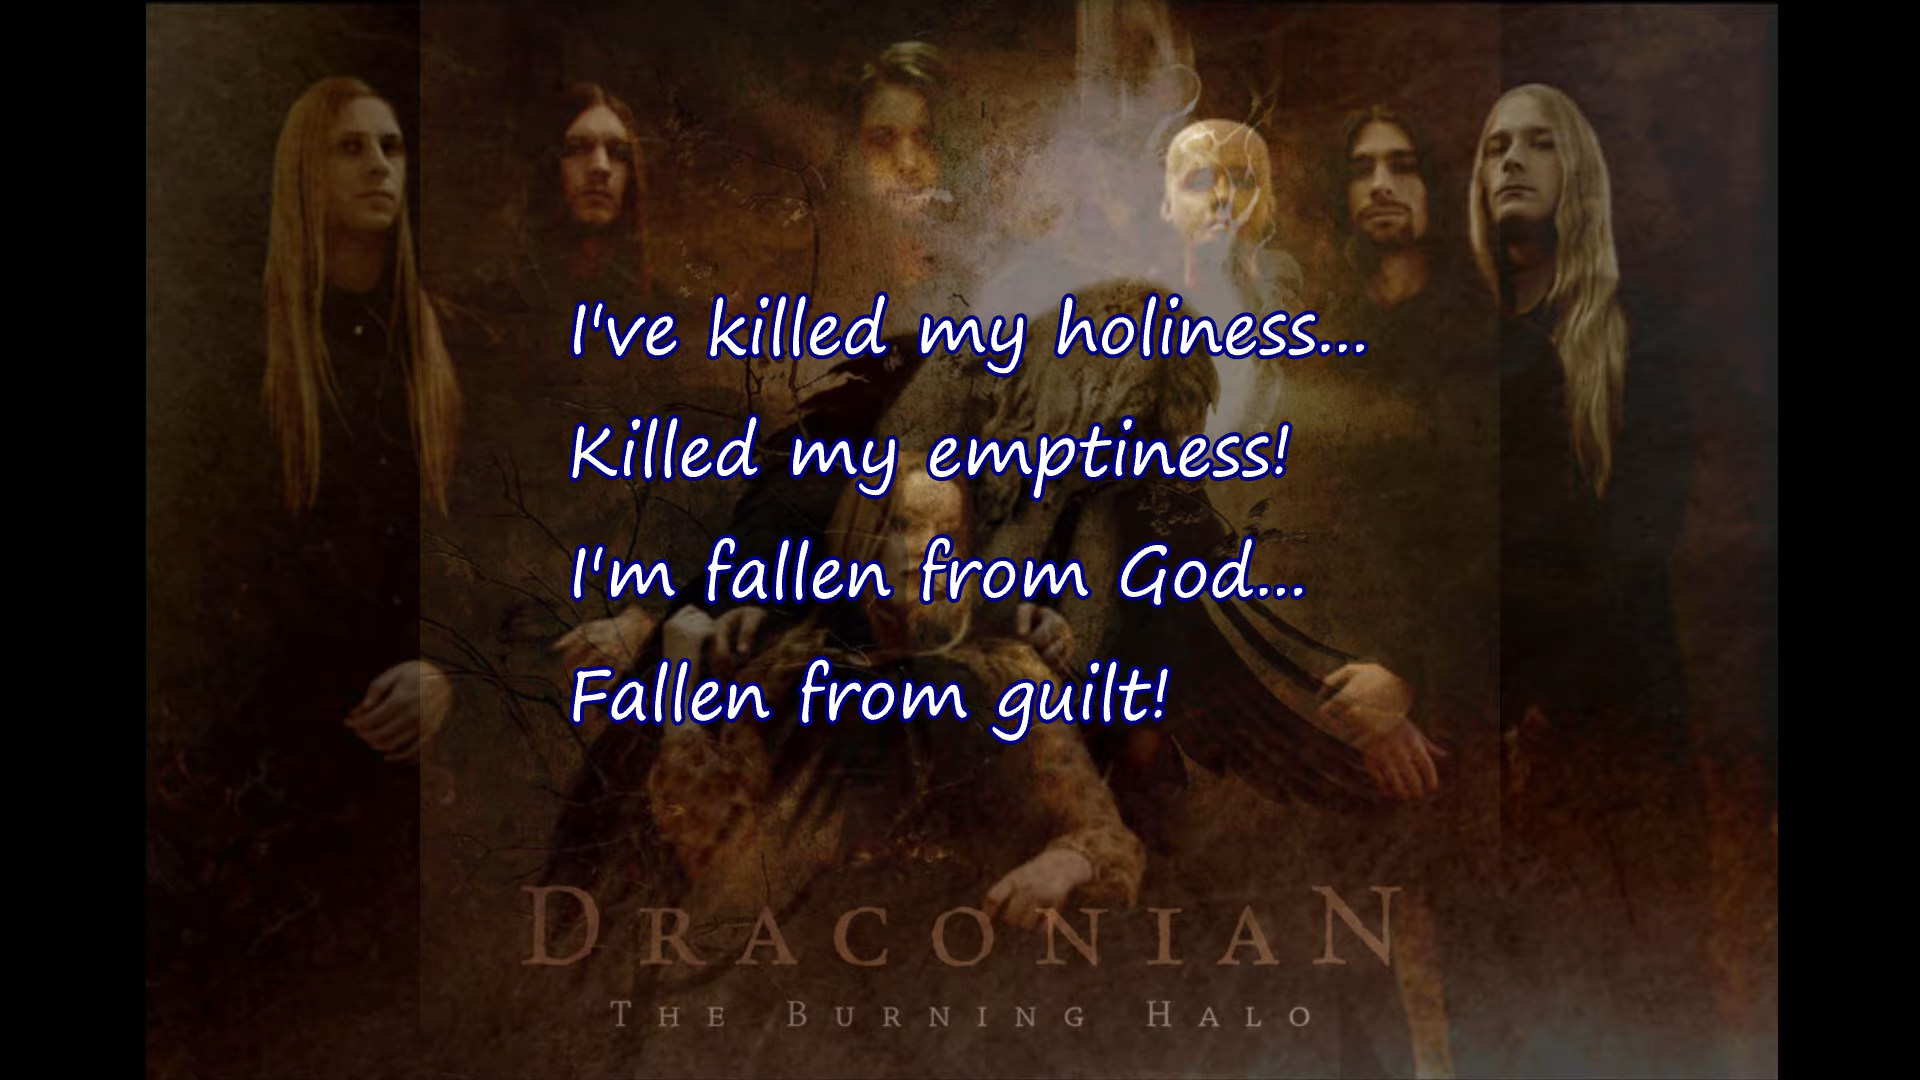 I've killed my holiness...
Killed my emptiness!
I'm fallen from God...
Fallen from guilt!
DRACONIAN
THE BURNING HALO